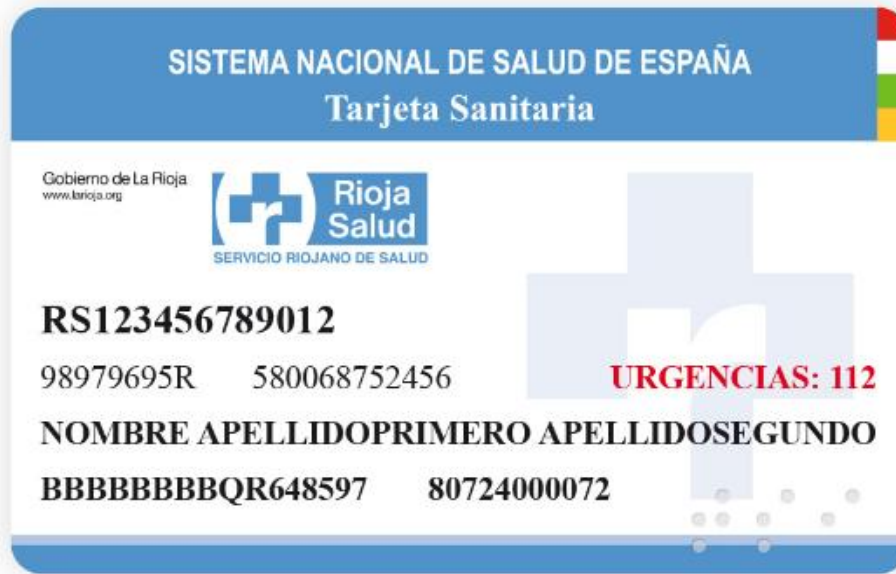 SISTEMA NACIONAL DE SALUD DE ESPAÑA
Tarjeta Sanitaria
Gobierno de La Rioja
www.larioja.org
Rioja
Salud
SERVICIO RIOJANO DE SALUD
RS123456789012
98979695R 580068752456 URGENCIAS: 112
NOMBRE APELLIDOPRIMERO APELLIDOSEGUNDO
BBBBBBBBQR648597 80724000072